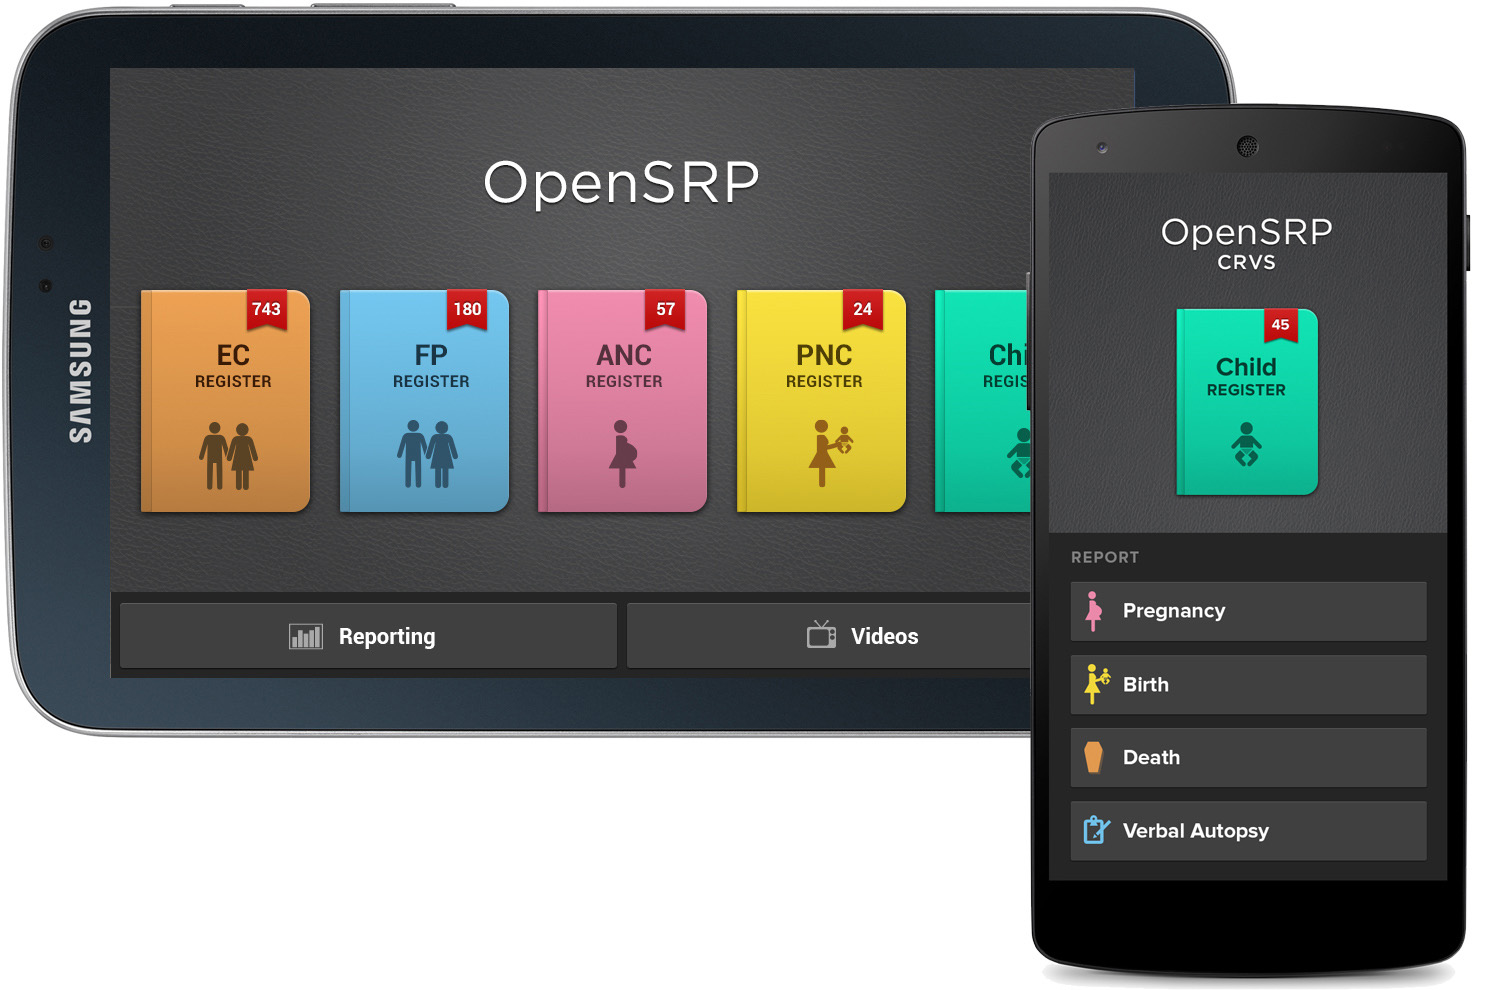 SAMSUNG
OpenSRP
743
EC
REGISTER
180
FP
REGISTER
57
ANC
REGISTER
24
PNC
REGISTER
Chi
REGIS
Reporting
Videos
OpenSRP
CRVS
45
Child
REGISTER
REPORT
Pregnancy
Birth
Death
Verbal Autopsy